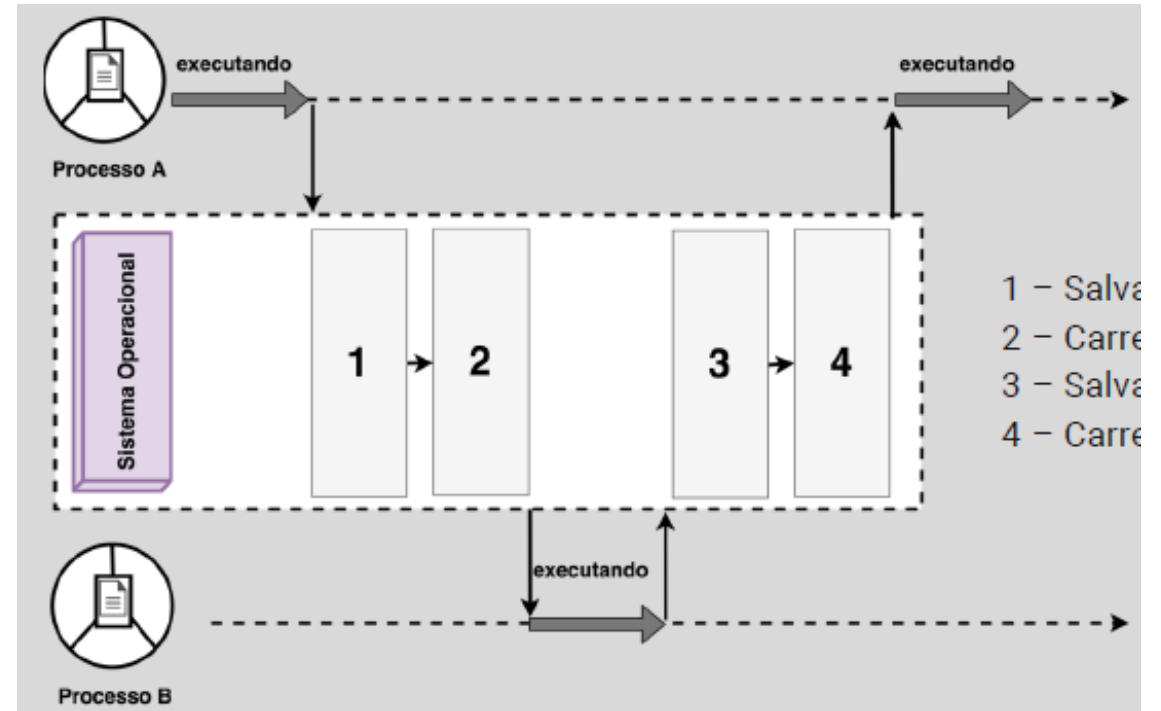 executando
executando
Processo A
Sistema Operacional
1
2
3
4
1 – Salva
2 – Carre
3 – Salva
4 – Carre
executando
Processo B